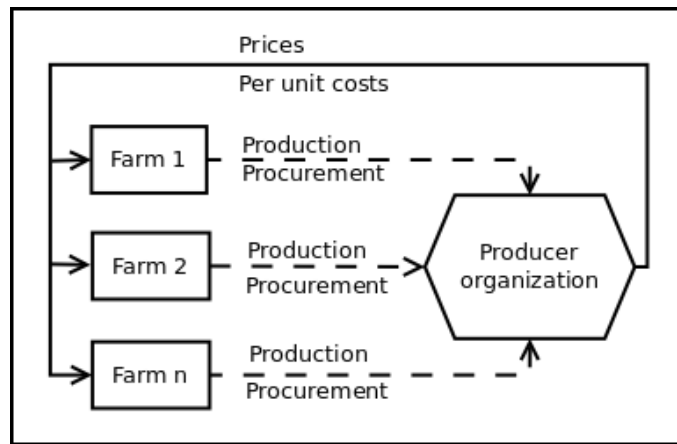 Prices
Per unit costs
Farm 1
Production
Procurement
Farm 2
Production
Procurement
Producer
organization
Farm n
Production
Procurement